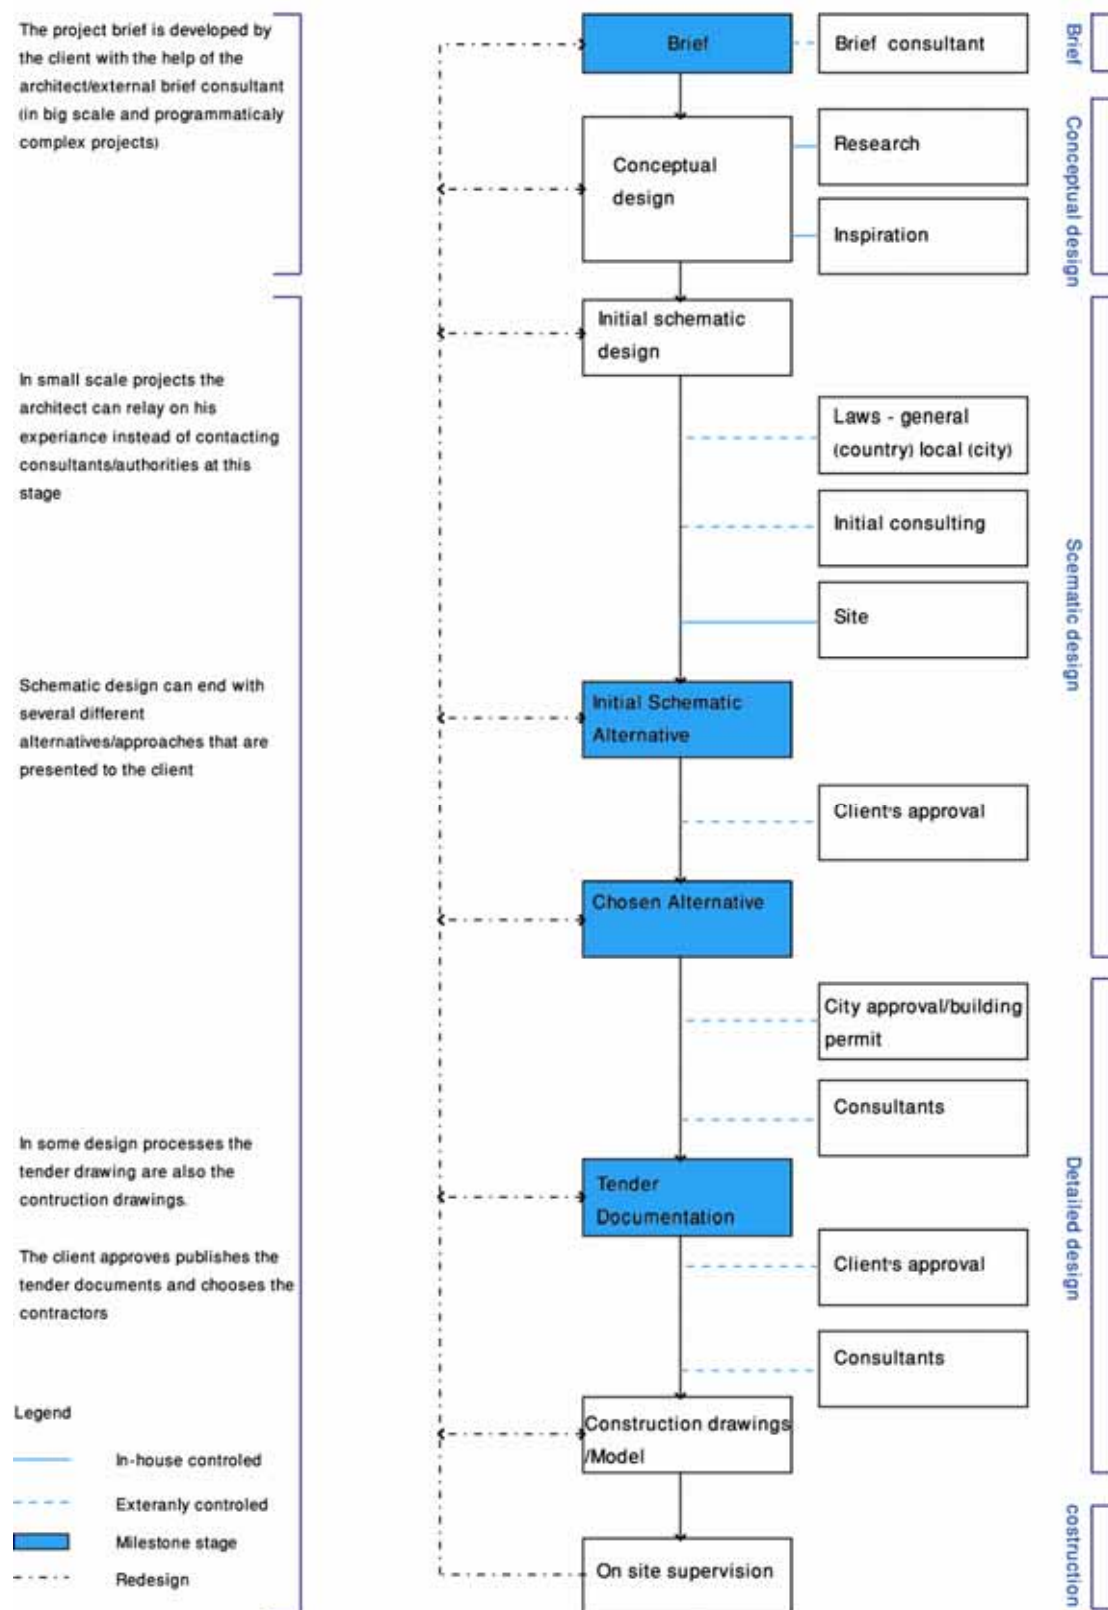 The project brief is developed by
the client with the help of the
architect/external brief consultant
(in big scale and programmaticaly
complex projects)
In small scale projects the
architect can relay on his
experiance instead of contacting
consultants/authorities at this
stage
Schematic design can end with
several different
alternatives/approaches that are
presented to the client
In some design processes the
tender drawing are also the
contruction drawings.
The client approves publishes the
tender documents and chooses the
contractors
Legend
In-house controled
Exteranly controled
Milestone stage
Redesign
Brief
Brief consultant
Conceptual
design
Research
Inspiration
Initial schematic
design
Laws - general
(country) local (city)
Initial consulting
Site
Initial Schematic
Alternative
Client's approval
Chosen Alternative
City approval/building
permit
Consultants
Tender
Documentation
Client's approval
Consultants
Construction drawings
/Model
On site supervision
Brief
Conceptual design
Scematic design
Detailed design
costruction